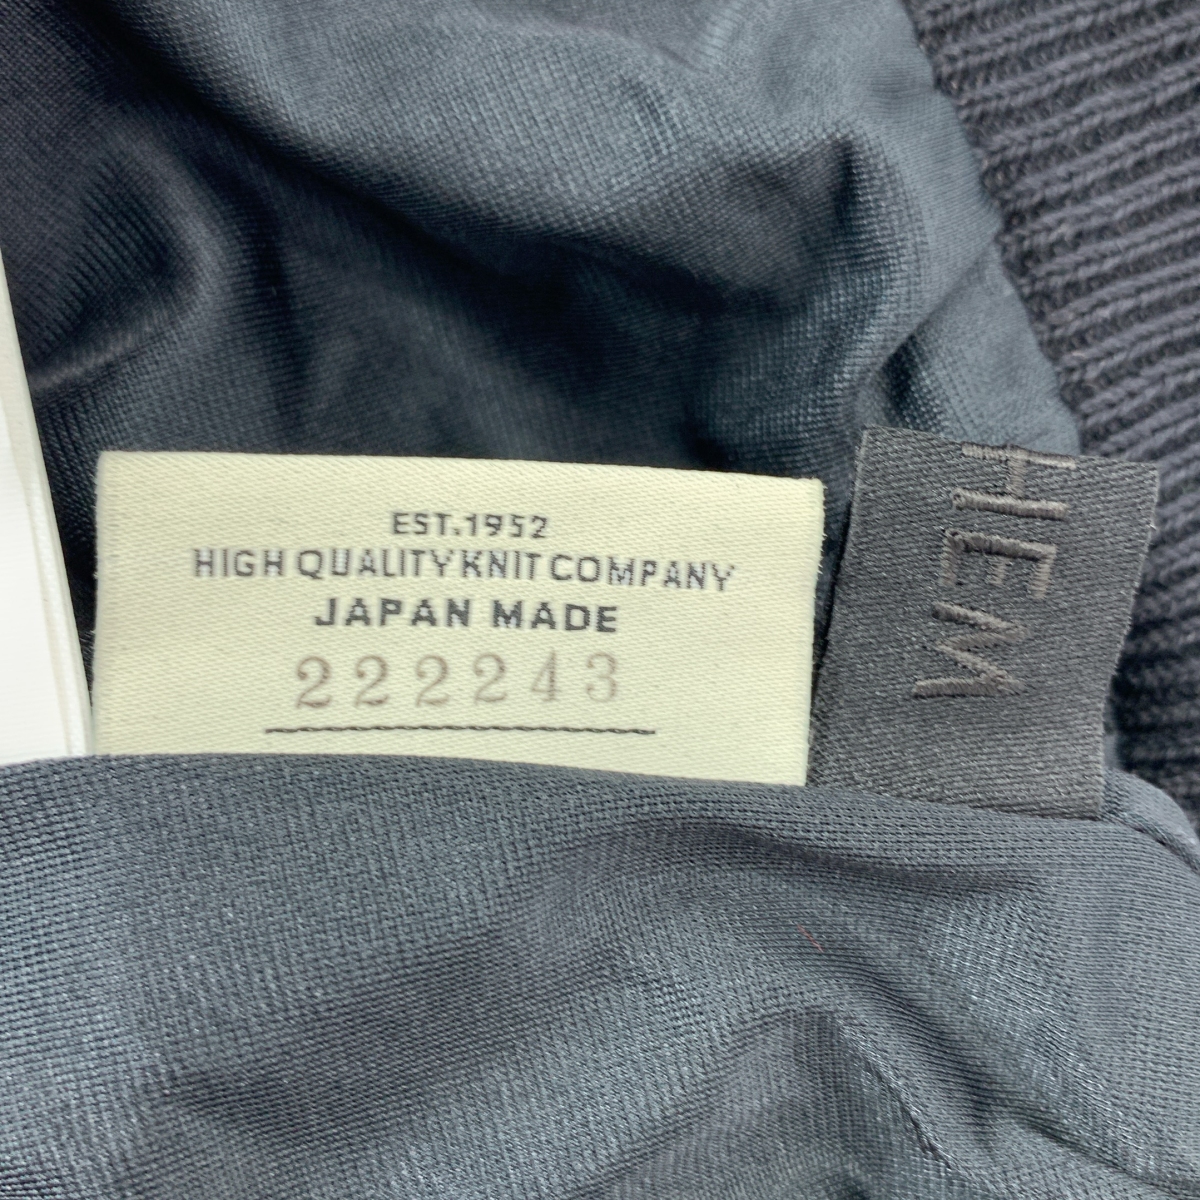 EST.1952
HIGH QUALITY KNIT COMPANY
JAPAN MADE
222243
HEM